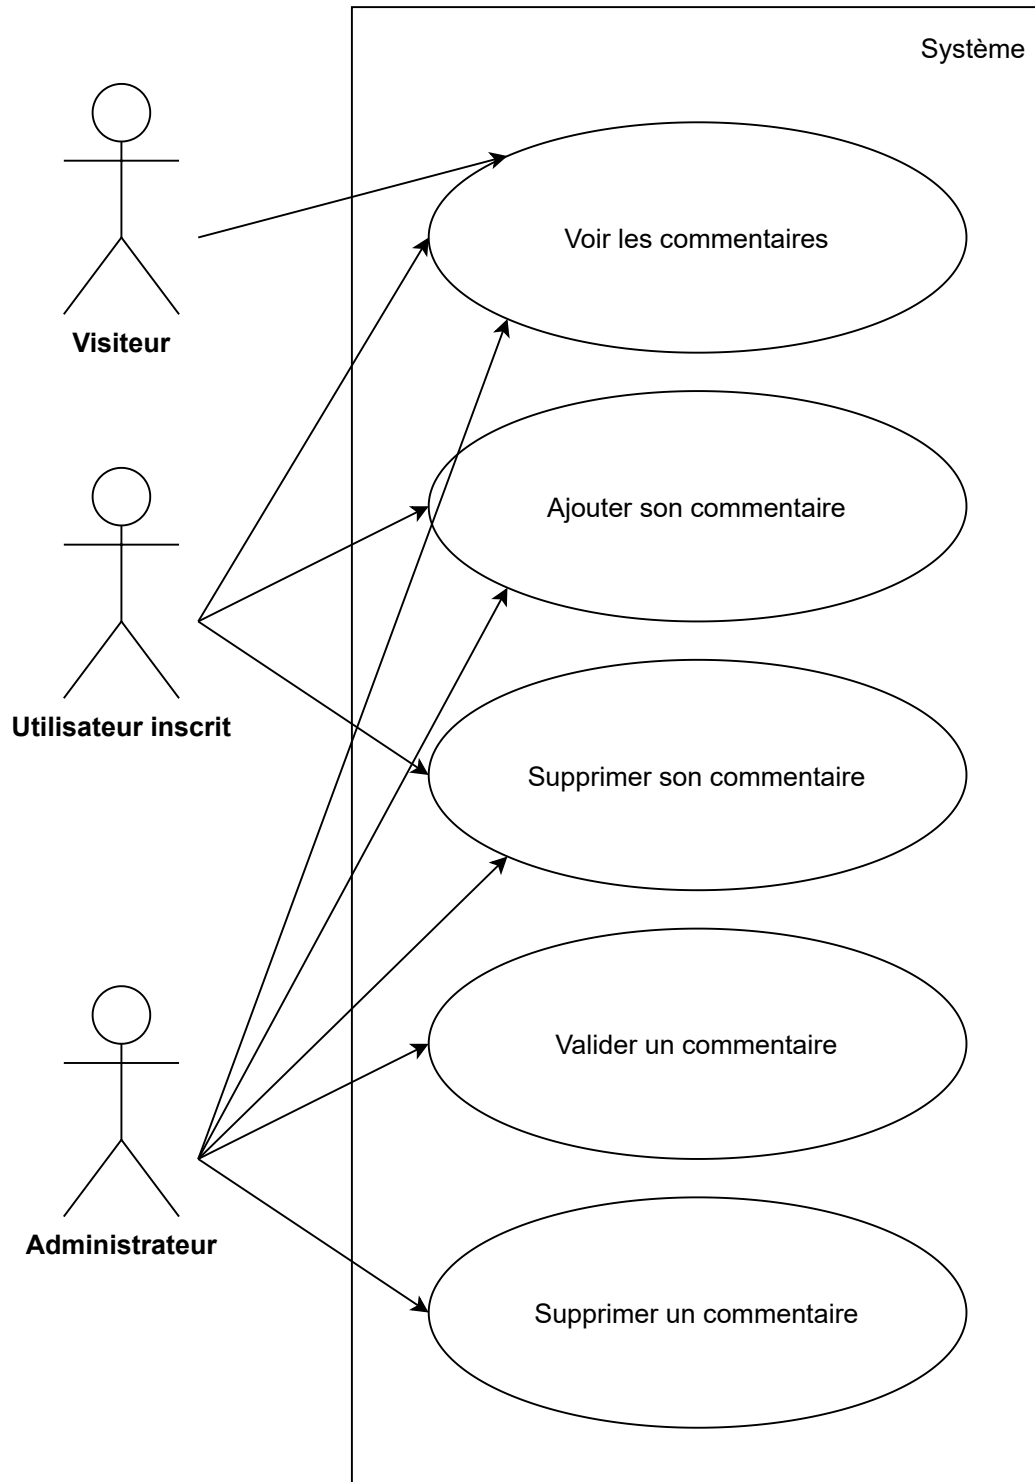 Système
Voir les commentaires
Visiteur
Ajouter son commentaire
Utilisateur inscrit
Supprimer son commentaire
Valider un commentaire
Administrateur
Supprimer un commentaire